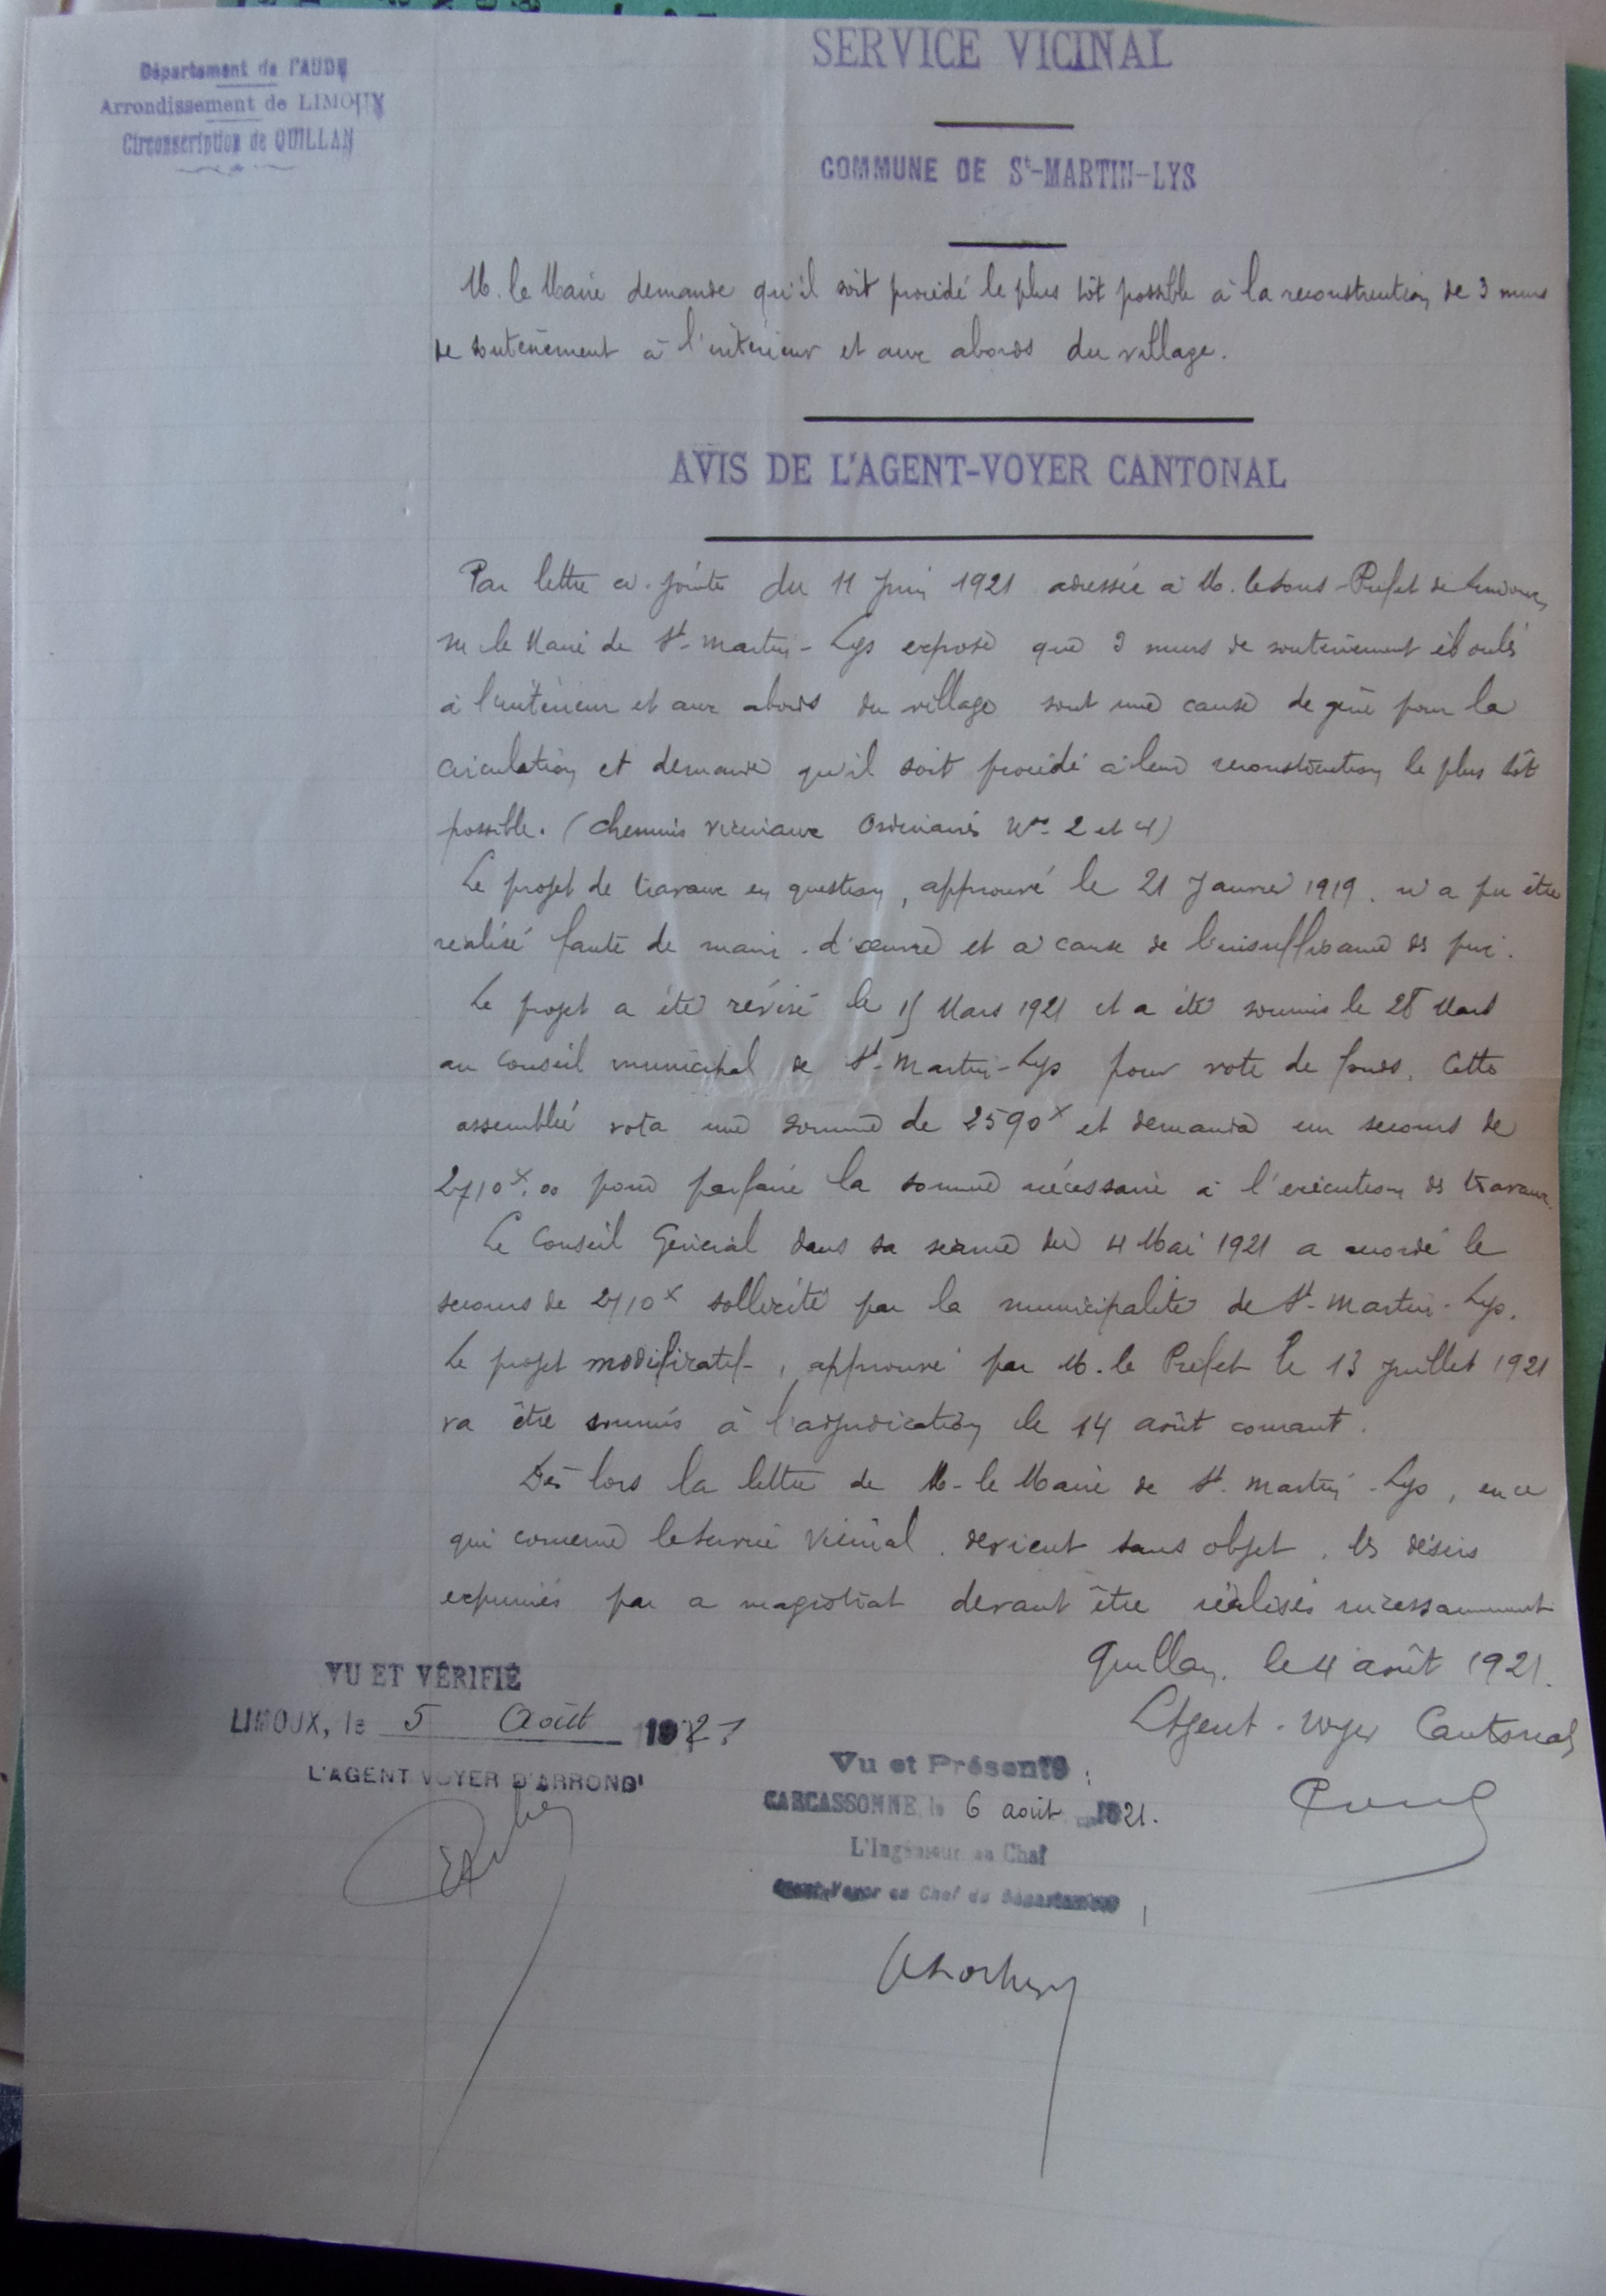 Département de l'AUDE
Arrondissement de LIMOUX
Circonscription de QUILLAN
SERVICE VICINAL
COMMUNE DE St-MARTIN-LYS
M. le Maire demande qu'il soit procédé le plus tôt possible à la reconstruction de 3 murs
de soutènement à l'intérieur et aux abords du village.
AVIS DE L'AGENT-VOYER CANTONAL
Par lettre ci-jointe du 11 Juin 1921 adressée à M. le Sous-Préfet de Limoux,
M le Maire de St-Martin-Lys expose que 3 murs de soutènement éboulés
à l'intérieur et aux abords du village sont une cause de gêne pour la
circulation et demande qu'il soit procédé à leur reconstruction le plus tôt
possible. (Chemins vicinaux Ordinaires Nos 2 et 4)
Le projet de travaux en question, approuvé le 21 Janvier 1919, n'a pu être
réalisé faute de main-d'œuvre et à cause de l'insuffisance des prix.
Le projet a été révisé le 15 Mars 1921 et a été soumis le 28 Mars
au Conseil municipal de St-Martin-Lys pour vote de fonds. Cette
assemblée vota une somme de 2590 et demanda un secours de
2710,00 pour parfaire la somme nécessaire à l'exécution des travaux.
Le Conseil Général dans sa séance du 4 Mai 1921 a accordé le
secours de 2710 sollicité par la municipalité de St-Martin-Lys.
Le projet modificatif, approuvé par M. le Préfet le 13 Juillet 1921
va être soumis à l'adjudication le 14 août courant.
Dès lors la lettre de M. le Maire de St-Martin-Lys, en ce
qui concerne le Service Vicinal, devient sans objet, les désirs
exprimés par ce magistrat devant être réalisés incessamment
Quillan, le 4 août 1921.
L'Agent-Voyer Cantonal
VU ET VÉRIFIÉ
LIMOUX, le 5 Août 1921
L'AGENT VOYER D'ARRONDt
Vu et Présenté :
CARCASSONNE, le 6 août 1921.
L'Ingénieur en Chef
Agent-Voyer en Chef du Département